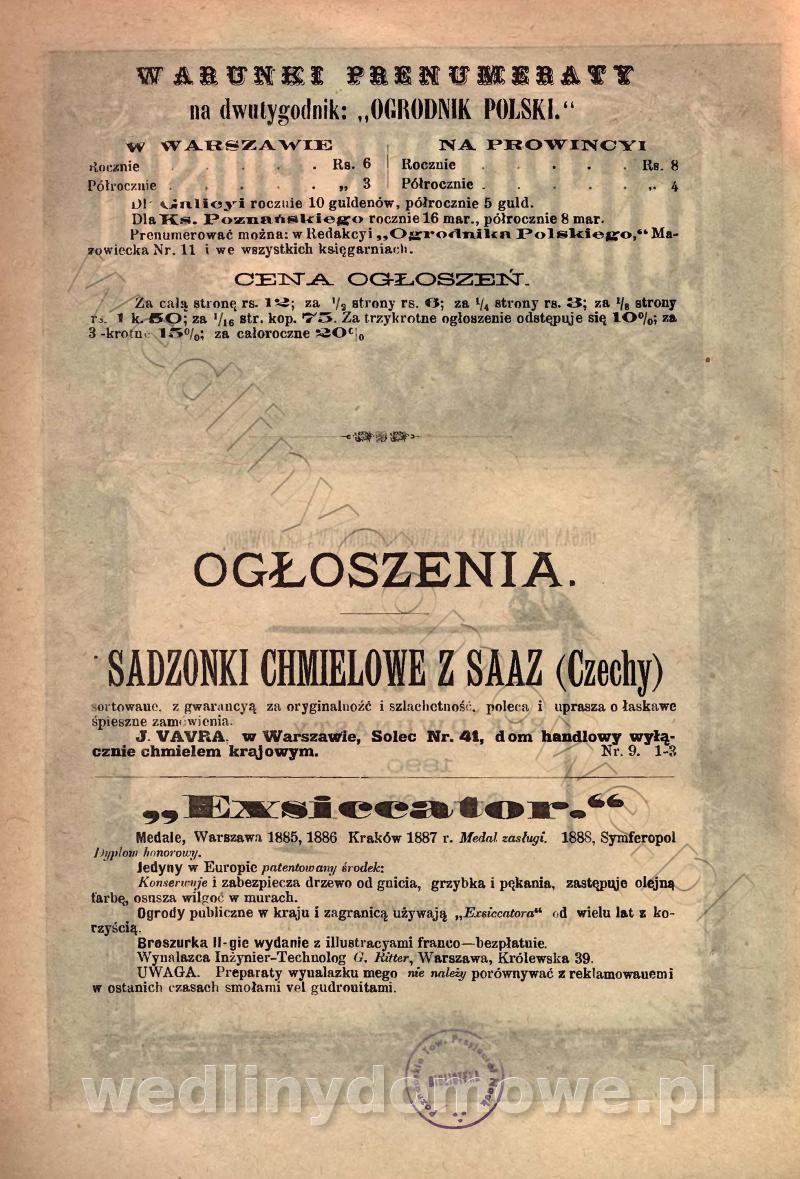 WARUNKI PRENUMERATY
na dwutygodnik: „OGRODNIK POLSKI.“
W WARSZAWIE
Rocznie . . . . . Rs. 6
Półrocznie . . . . . „ 3
NA PROWINCYI
Rocznie . . . . . Rs. 8
Półrocznie . . . . . „ 4
Dla Galicyi rocznie 10 guldenów, półrocznie 5 guld.
Dla Ks. Poznańskiego rocznie 16 mar., półrocznie 8 mar.
Prenumerować można: w Redakcyi „Ogrodnika Polskiego,“ Ma-
zowiecka Nr. 11 i we wszystkich księgarniach.
CENA OGŁOSZEŃ.
Za całą stronę rs. 12; za 1/2 strony rs. 6; za 1/4 strony rs. 3; za 1/8 strony
rs. 1 k. 50; za 1/16 str. kop. 75. Za trzykrotne ogłoszenie odstępuje się 10%; za
3 -krotne 15%; za całoroczne 20%
OGŁOSZENIA.
SADZONKI CHMIELOWE Z SAAZ (Czechy)
sortowane, z gwarancyą za oryginalnoźć i szlachetność, poleca i uprasza o łaskawe
śpieszne zamówienia.
J. VAVRA. w Warszawie, Solec Nr. 41, dom handlowy wyłą-
cznie chmielem krajowym. Nr. 9. 1-3
„Exsiccator.“
Medale, Warszawa 1885, 1886 Kraków 1887 r. Medal zasługi. 1888, Symferopol
Dyplom honorowy.
Jedyny w Europie patentowany środek:
Konserwuje i zabezpiecza drzewo od gnicia, grzybka i pękania, zastępuje olejną
farbę, osusza wilgoć w murach.
Ogrody publiczne w kraju i zagranicą używają „Exsiccatora“ od wielu lat z ko-
rzyścią.
Broszurka II-gie wydanie z illustracyami franco—bezpłatnie.
Wynalazca Inżynier-Technolog G. Ritter, Warszawa, Królewska 39.
UWAGA. Preparaty wynalazku mego nie należy porównywać z reklamowanemi
w ostanich czasach smołami vel gudronitami.
Poznańskie Tow. Przyjaciół Nauk
BIBLIOTEKA
wedlinydomowe.pl
wedlinydomowe.pl